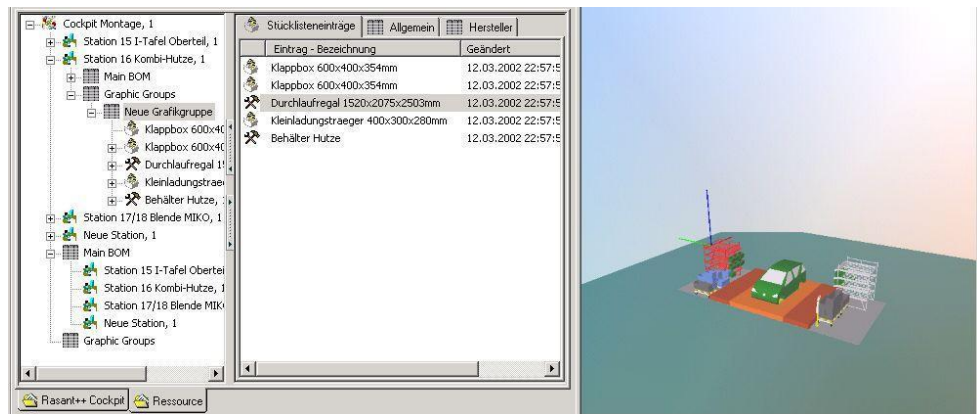 Cockpit Montage, 1
Station 15 I-Tafel Oberteil, 1
Station 16 Kombi-Hutze, 1
Main BOM
Graphic Groups
Neue Grafikgruppe
Klappbox 600x40
Klappbox 600x40
Durchlaufregal 1
Kleinladungstrae
Behälter Hutze,
Station 17/18 Blende MIKO, 1
Neue Station, 1
Main BOM
Station 15 I-Tafel Obertei
Station 16 Kombi-Hutze, 1
Station 17/18 Blende MIK
Neue Station, 1
Graphic Groups
Stücklisteneinträge Allgemein Hersteller
Eintrag - Bezeichnung Geändert
Klappbox 600x400x354mm 12.03.2002 22:57:5
Klappbox 600x400x354mm 12.03.2002 22:57:5
Durchlaufregal 1520x2075x2503mm 12.03.2002 22:57:5
Kleinladungstraeger 400x300x280mm 12.03.2002 22:57:5
Behälter Hutze 12.03.2002 22:57:5
Rasant++ Cockpit Ressource